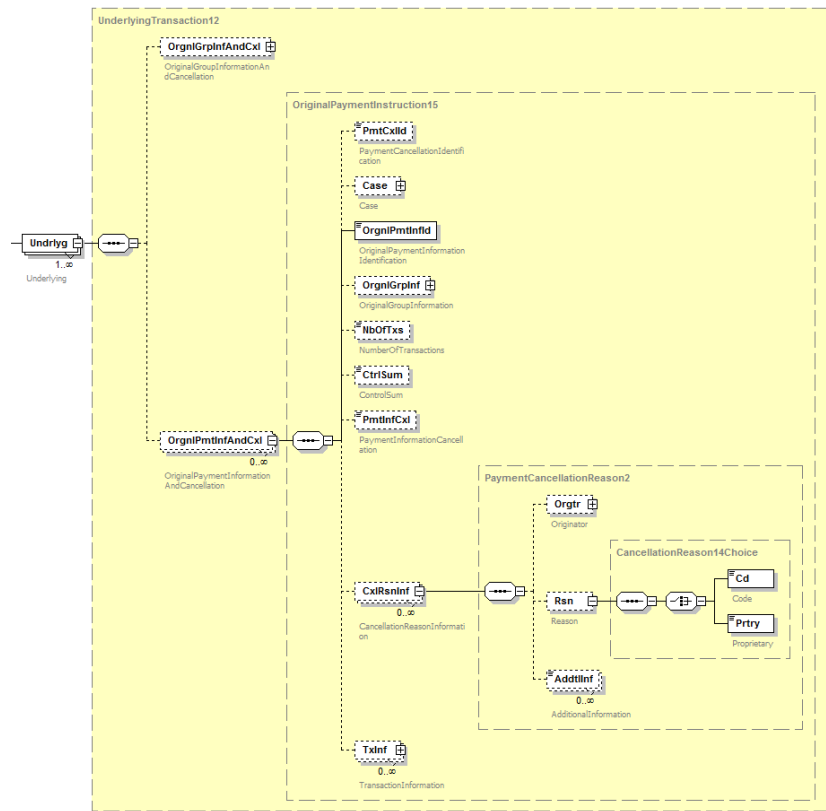 UnderlyingTransaction12
OrgnlGrpInfAndCxl
OriginalGroupInformationAn
dCancellation
OriginalPaymentInstruction15
PmtCxlId
PaymentCancellationIdentifi
cation
Case
Case
Undrlyg
1..∞
Underlying
OrgnlPmtInfId
OriginalPaymentInformation
Identification
OrgnlGrpInf
OriginalGroupInformation
NbOfTxs
NumberOfTransactions
CtrlSum
ControlSum
PmtInfCxl
PaymentInformationCancell
ation
OrgnlPmtInfAndCxl
0..∞
OriginalPaymentInformation
AndCancellation
PaymentCancellationReason2
Orgtr
Originator
CancellationReason14Choice
Cd
Code
CxlRsnInf
0..∞
CancellationReasonInformat
ion
Rsn
Reason
Prtry
Proprietary
AddtlInf
0..∞
AdditionalInformation
TxInf
0..∞
TransactionInformation